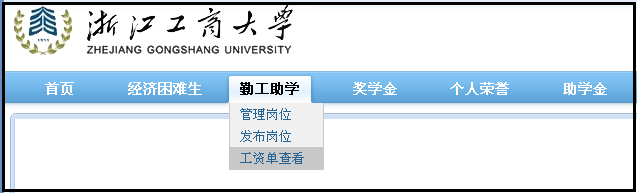 浙江工商大学
ZHEJIANG GONGSHANG UNIVERSITY
首页 经济困难生 勤工助学 奖学金 个人荣誉 助学金
管理岗位
发布岗位
工资单查看